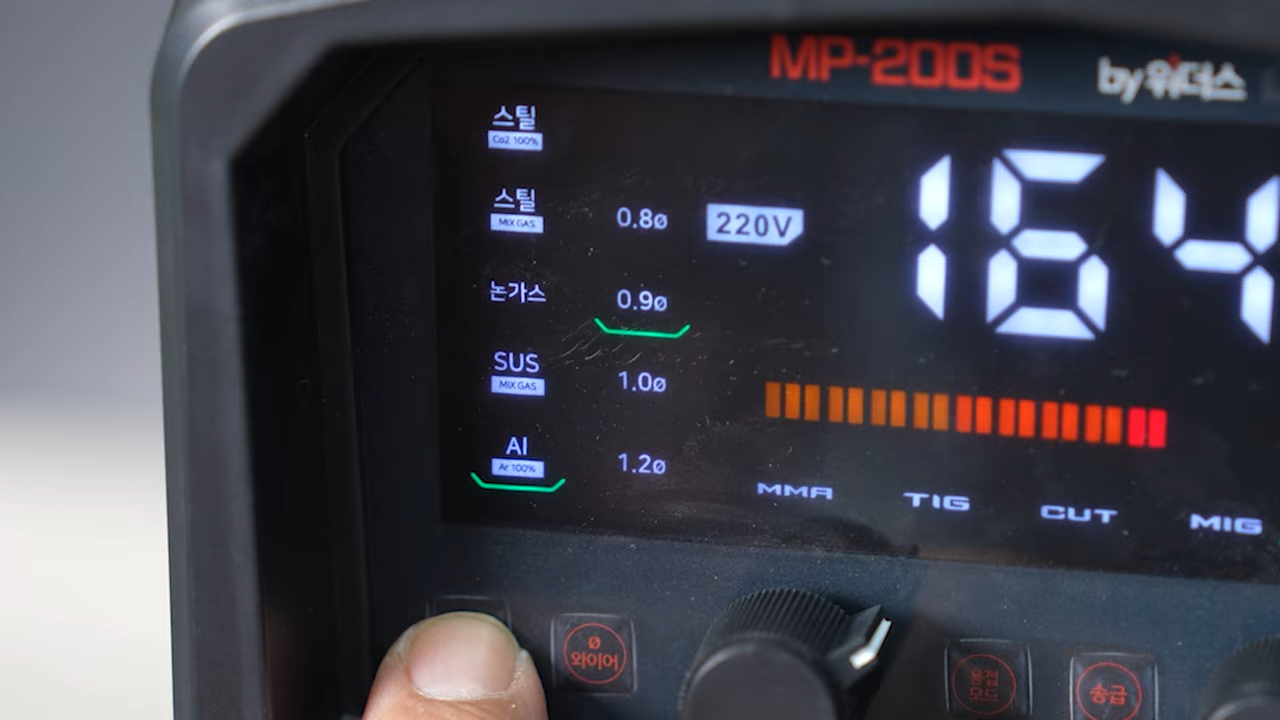 MP-200S
by 위더스
스틸
Co2 100%
스틸
MIX GAS
논가스
SUS
MIX GAS
Al
Ar 100%
0.8ø
0.9ø
1.0ø
1.2ø
220V
164
MMA
TIG
CUT
MIG
ø
와이어
용접
모드
송급